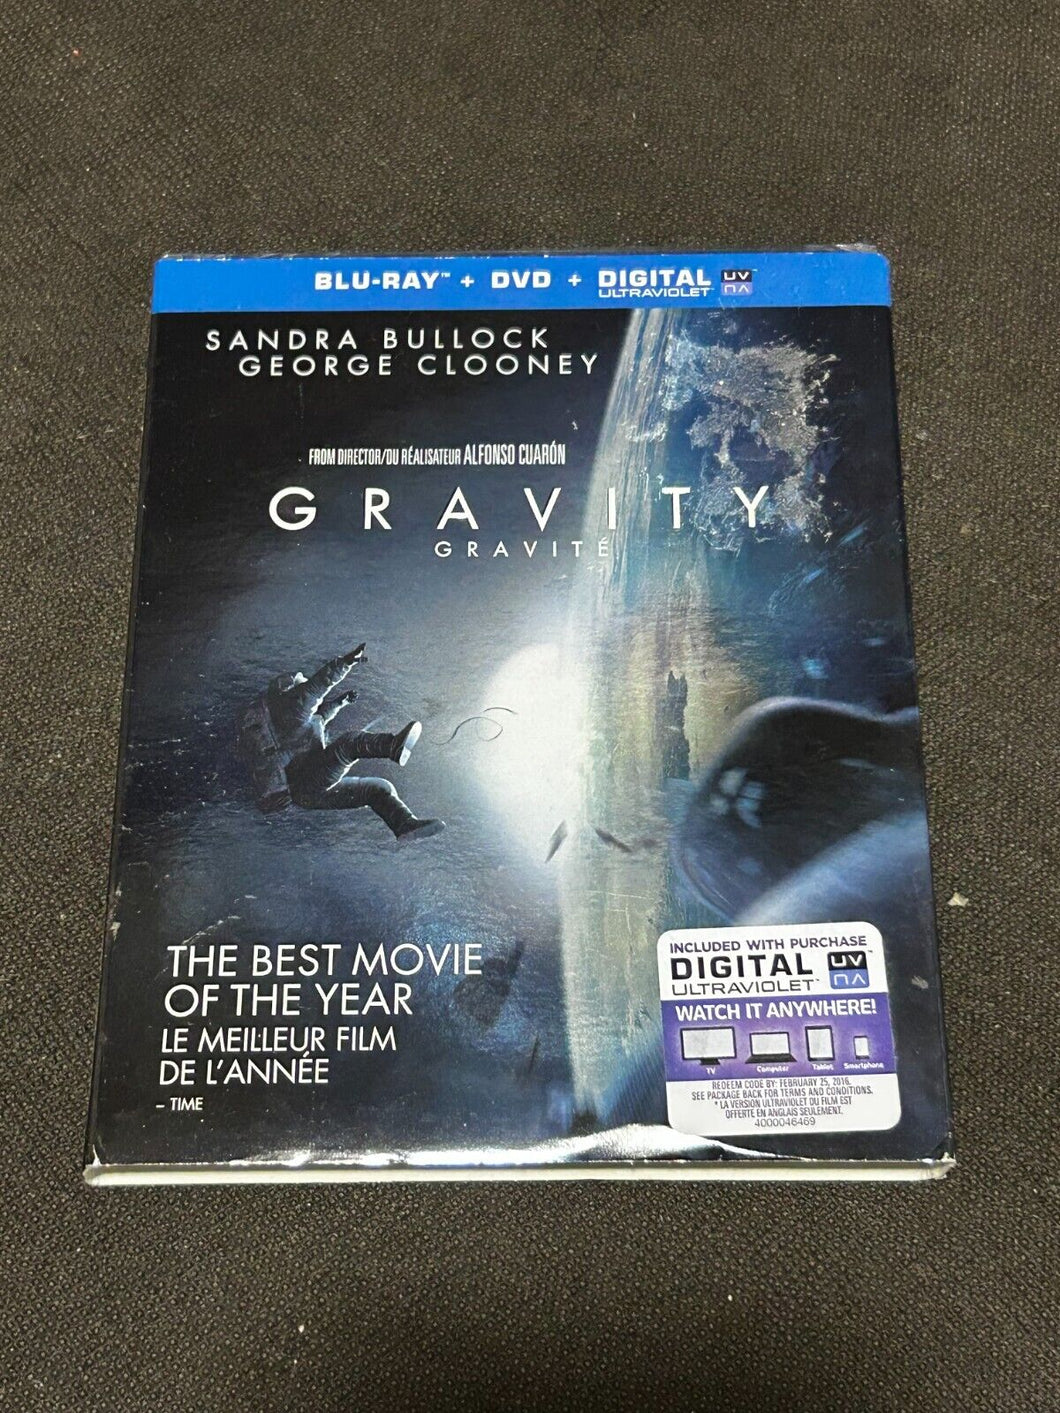 BLU-RAY™ + DVD + DIGITAL ULTRAVIOLET™ UV
SANDRA BULLOCK
GEORGE CLOONEY
FROM DIRECTOR/DU RÉALISATEUR ALFONSO CUARÓN
GRAVITY
GRAVITÉ
THE BEST MOVIE
OF THE YEAR
LE MEILLEUR FILM
DE L'ANNÉE
– TIME
INCLUDED WITH PURCHASE
DIGITAL UV™
ULTRAVIOLET™
WATCH IT ANYWHERE!
TV Computer Tablet Smartphone
REDEEM CODE BY: FEBRUARY 25, 2016.
SEE PACKAGE BACK FOR TERMS AND CONDITIONS.
* LA VERSION ULTRAVIOLET DU FILM EST
OFFERTE EN ANGLAIS SEULEMENT.
4000046469